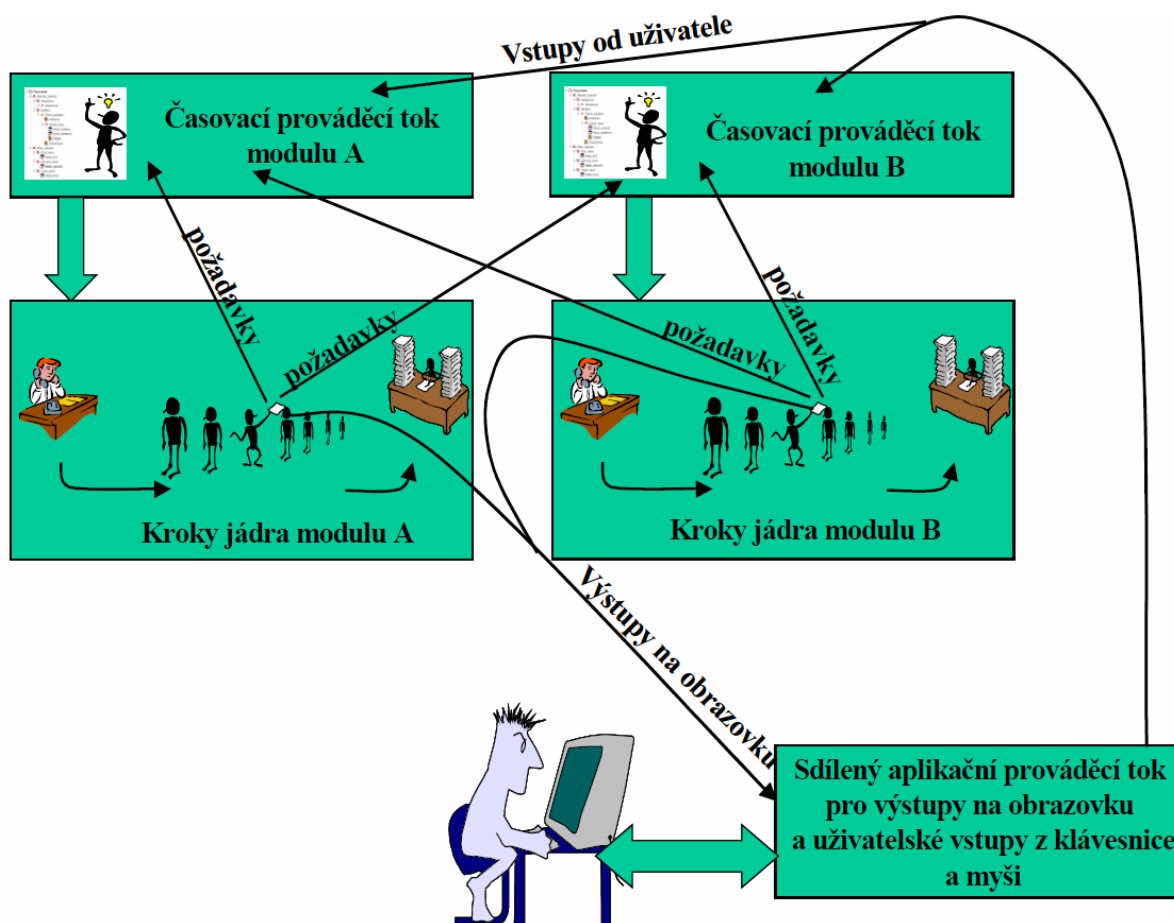 Vstupy od uživatele
Časovací prováděcí tok
modulu A
Časovací prováděcí tok
modulu B
požadavky
požadavky
požadavky
požadavky
Kroky jádra modulu A
Kroky jádra modulu B
Výstupy na obrazovku
Sdílený aplikační prováděcí tok
pro výstupy na obrazovku
a uživatelské vstupy z klávesnice
a myši